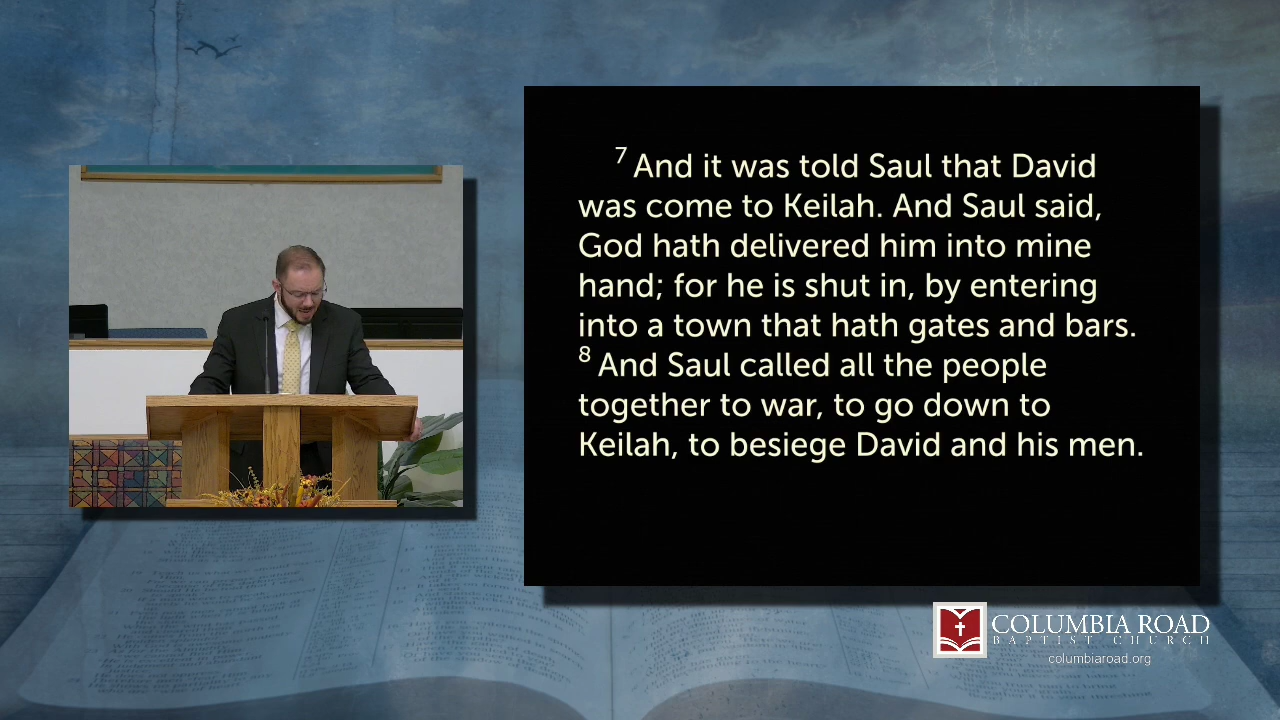 7 And it was told Saul that David
was come to Keilah. And Saul said,
God hath delivered him into mine
hand; for he is shut in, by entering
into a town that hath gates and bars.
8 And Saul called all the people
together to war, to go down to
Keilah, to besiege David and his men.
COLUMBIA ROAD
BAPTIST CHURCH
columbiaroad.org